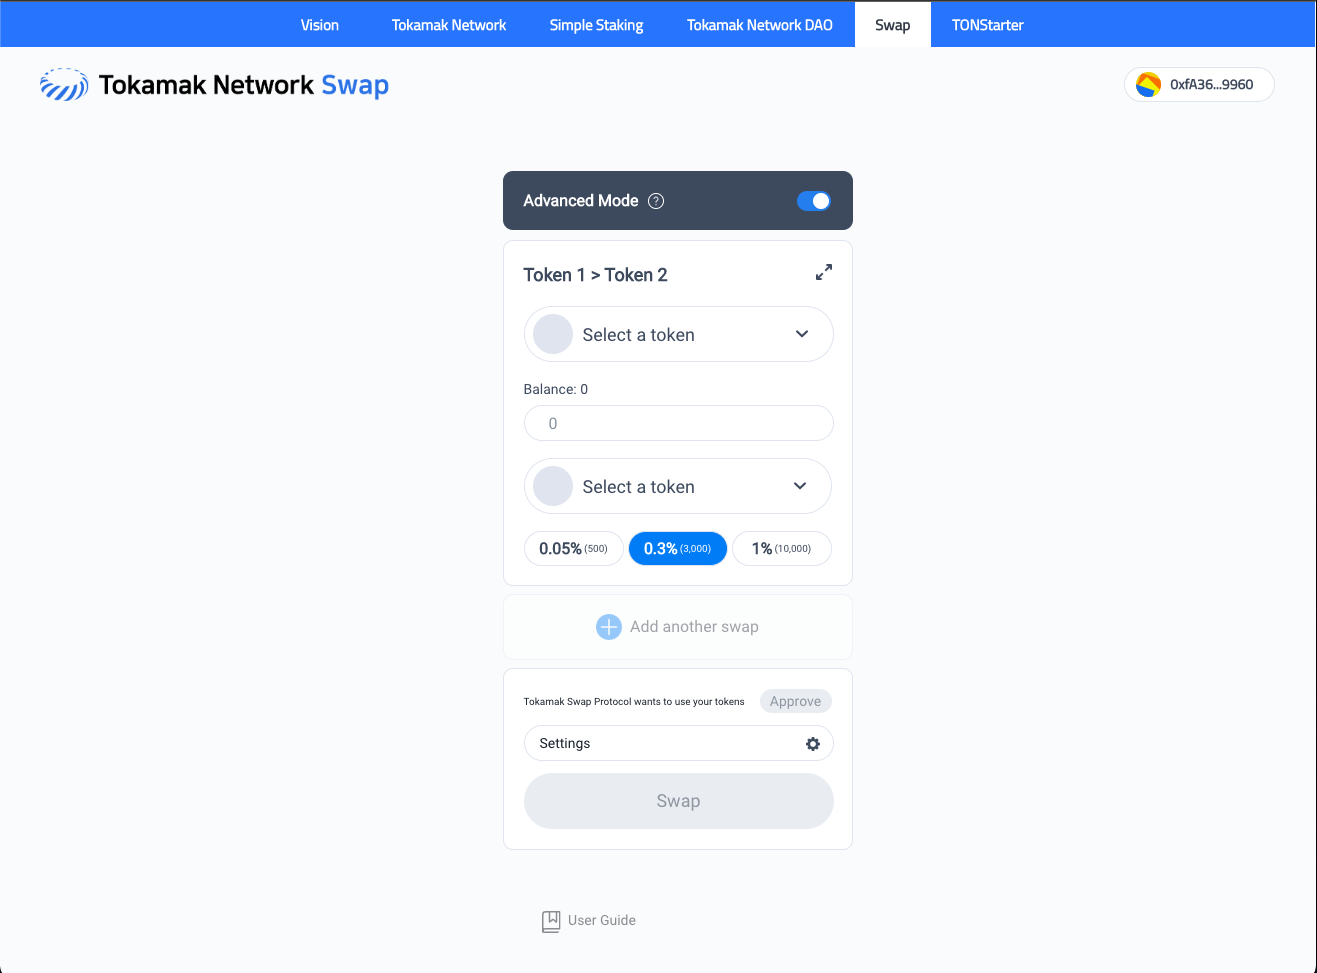 Vision Tokamak Network Simple Staking Tokamak Network DAO Swap TONStarter
Tokamak Network Swap
0xfA36...9960
Advanced Mode ?
Token 1 > Token 2
Select a token
Balance: 0
0
Select a token
0.05% (500) 0.3% (3,000) 1% (10,000)
Add another swap
Tokamak Swap Protocol wants to use your tokens Approve
Settings
Swap
User Guide